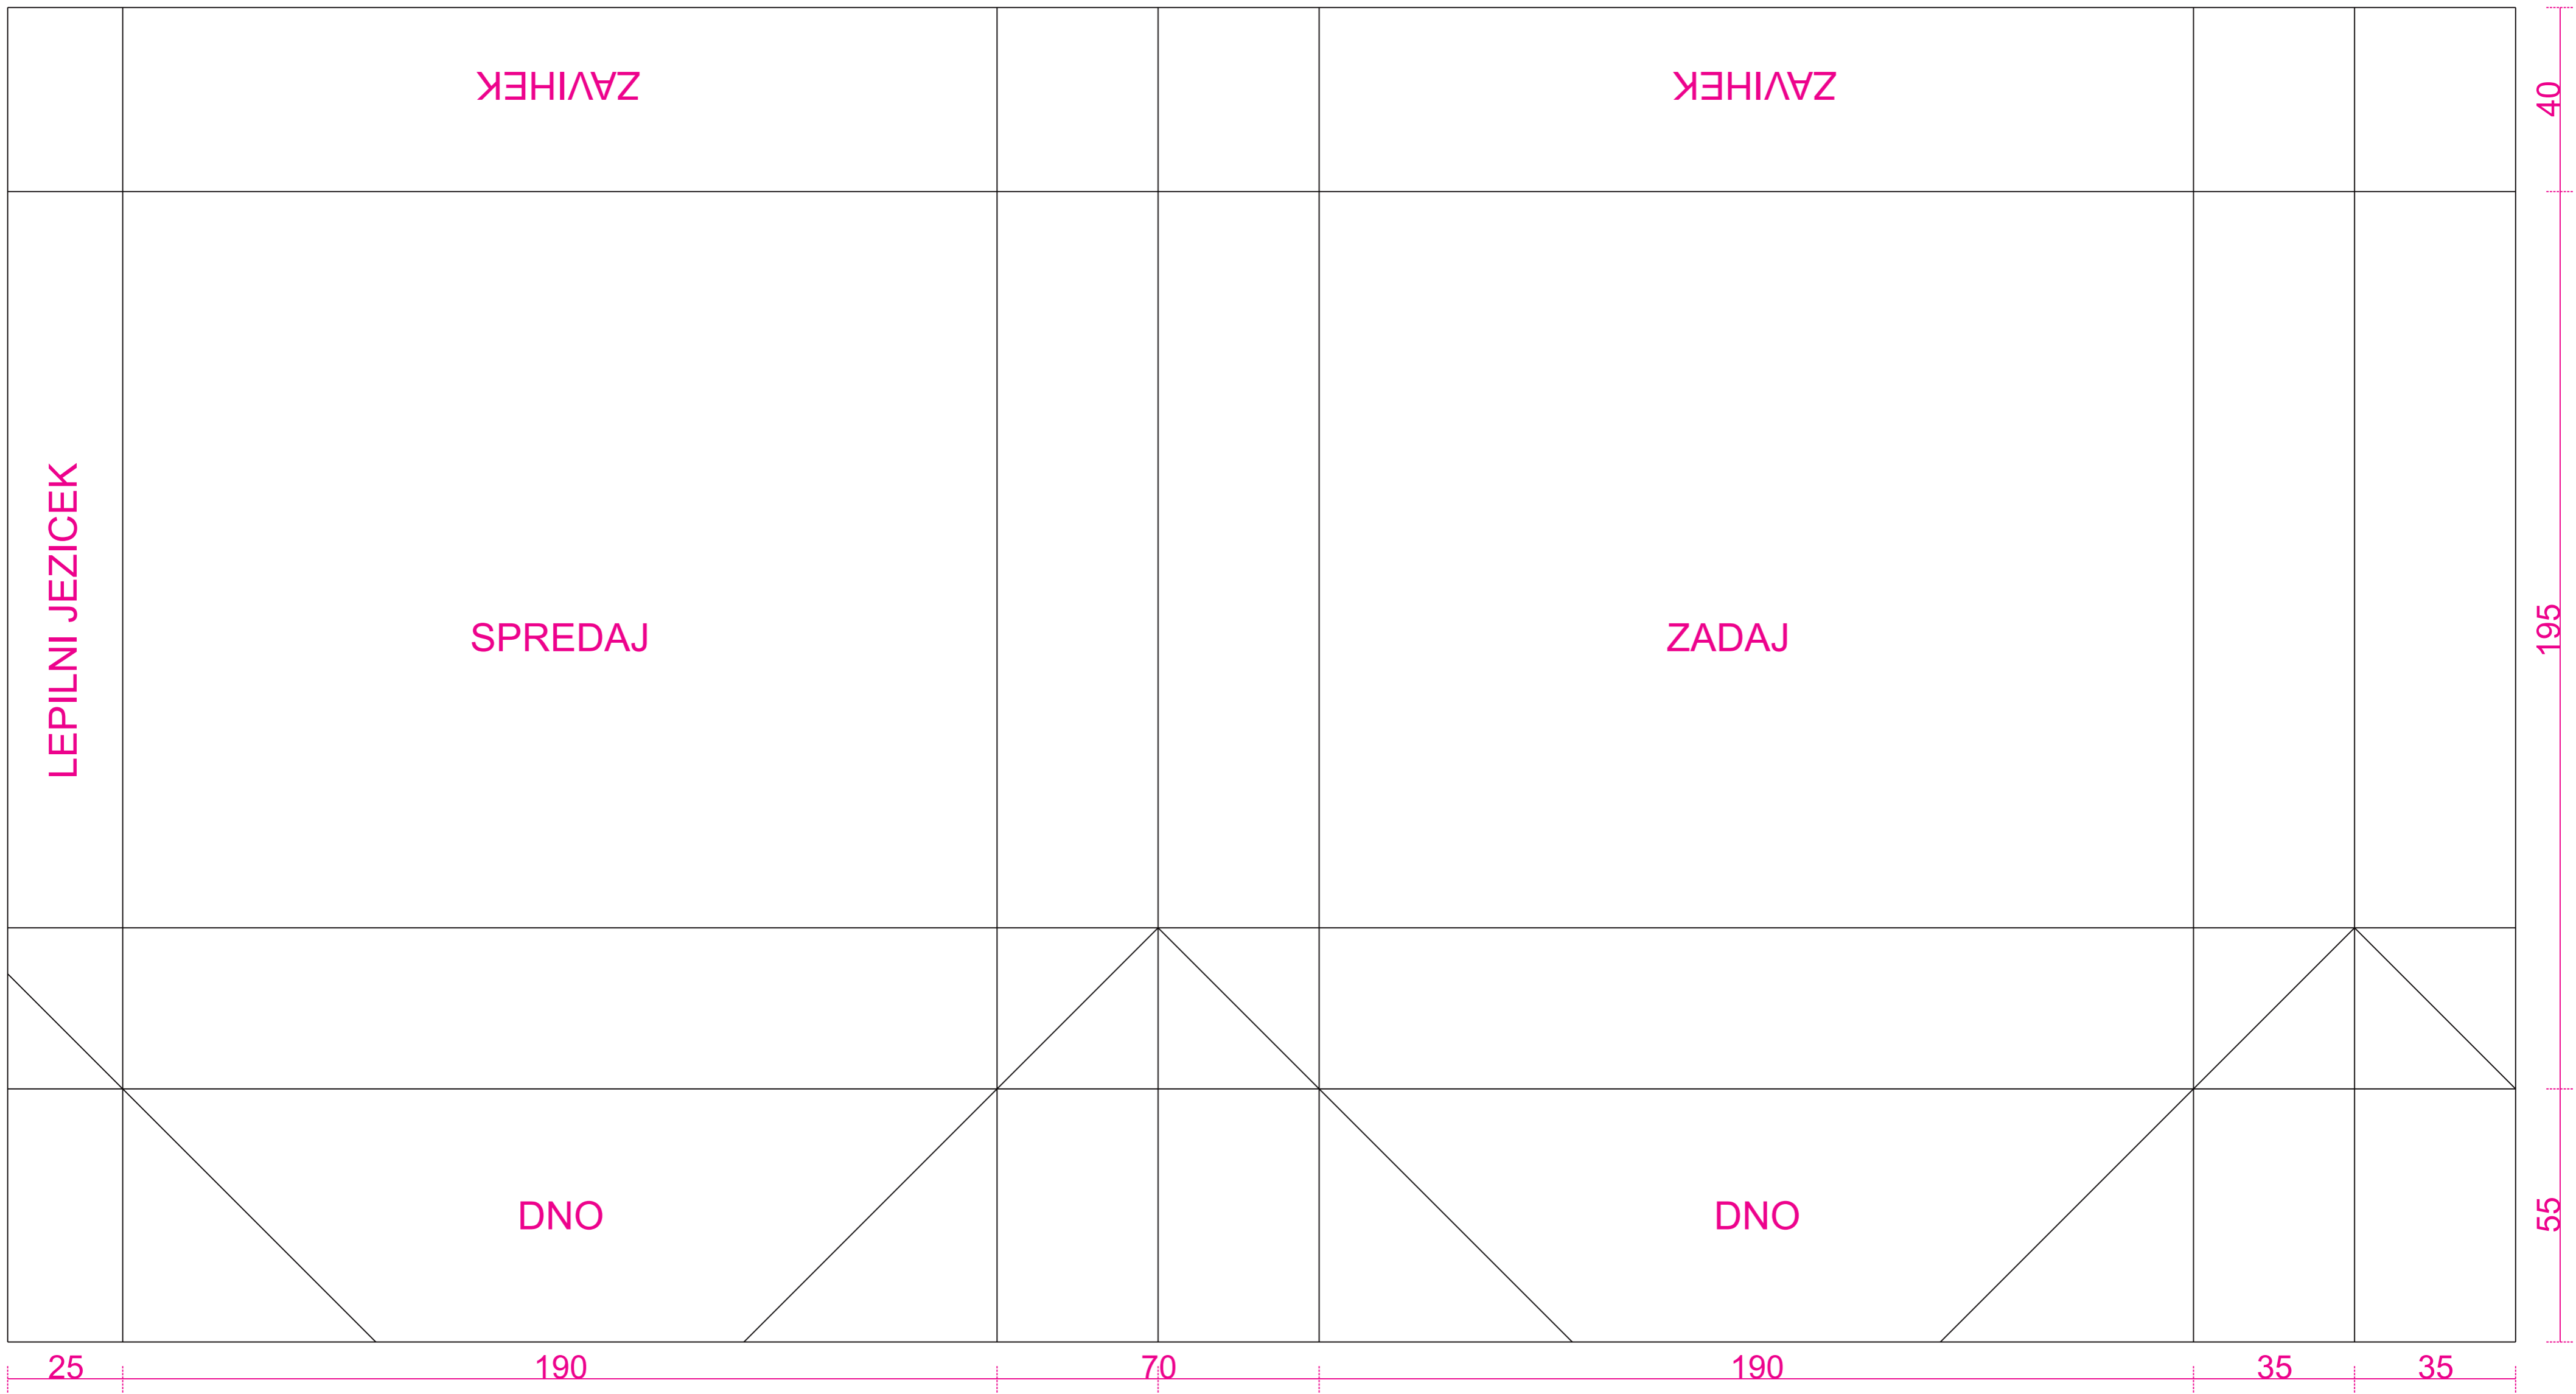 ZAVIHEK
ZAVIHEK
40
LEPILNI JEZICEK
SPREDAJ
ZADAJ
195
DNO
DNO
55
25
190
70
190
35
35